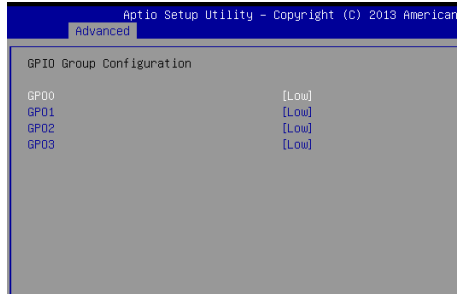 Aptio Setup Utility – Copyright (C) 2013 American
Advanced
GPIO Group Configuration
GPO0 [Low]
GPO1 [Low]
GPO2 [Low]
GPO3 [Low]